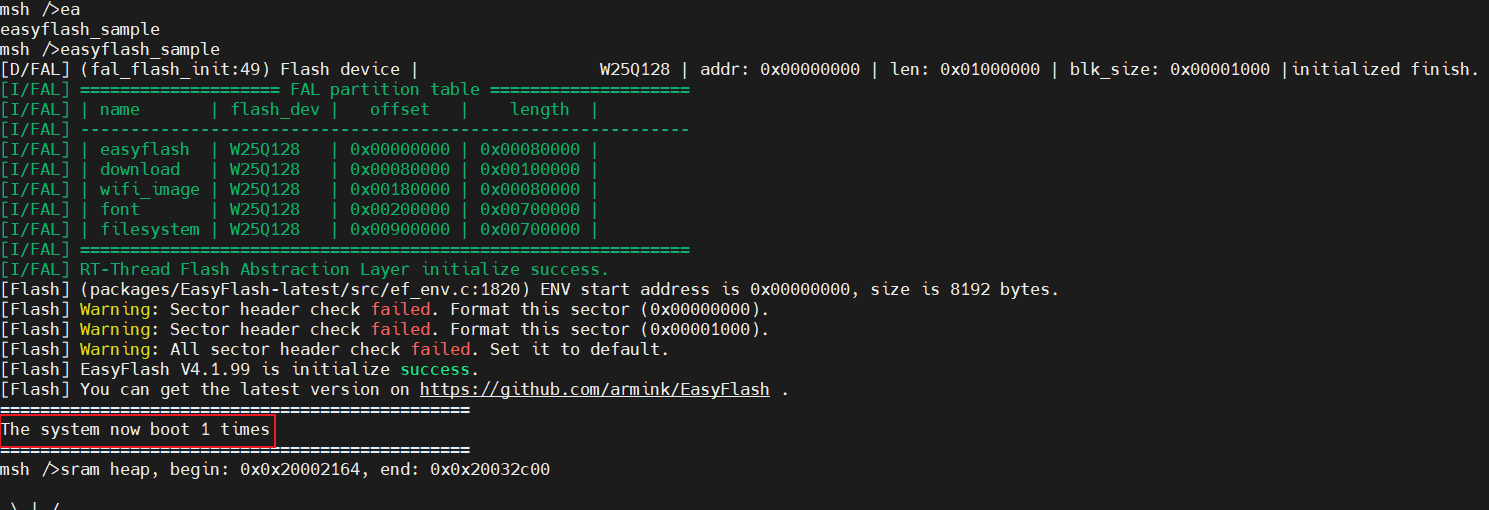 msh />ea
easyflash_sample
msh />easyflash_sample
[D/FAL] (fal_flash_init:49) Flash device |                  W25Q128 | addr: 0x00000000 | len: 0x01000000 | blk_size: 0x00001000 |initialized finish.
[I/FAL] ==================== FAL partition table ====================
[I/FAL] | name       | flash_dev |   offset   |    length  |
[I/FAL] -------------------------------------------------------------
[I/FAL] | easyflash  | W25Q128   | 0x00000000 | 0x00080000 |
[I/FAL] | download   | W25Q128   | 0x00080000 | 0x00100000 |
[I/FAL] | wifi_image | W25Q128   | 0x00180000 | 0x00080000 |
[I/FAL] | font       | W25Q128   | 0x00200000 | 0x00700000 |
[I/FAL] | filesystem | W25Q128   | 0x00900000 | 0x00700000 |
[I/FAL] =============================================================
[I/FAL] RT-Thread Flash Abstraction Layer initialize success.
[Flash] (packages/EasyFlash-latest/src/ef_env.c:1820) ENV start address is 0x00000000, size is 8192 bytes.
[Flash] Warning: Sector header check failed. Format this sector (0x00000000).
[Flash] Warning: Sector header check failed. Format this sector (0x00001000).
[Flash] Warning: All sector header check failed. Set it to default.
[Flash] EasyFlash V4.1.99 is initialize success.
[Flash] You can get the latest version on https://github.com/armink/EasyFlash .
===============================================
The system now boot 1 times
===============================================
msh />sram heap, begin: 0x0x20002164, end: 0x0x20032c00
\ | /